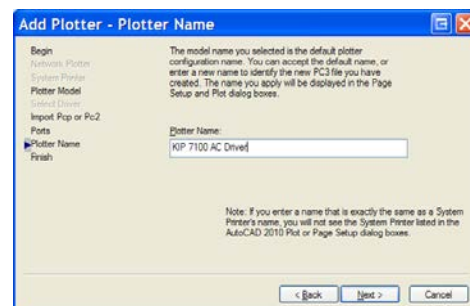 Add Plotter - Plotter Name
Begin
Network Plotter
System Printer
Plotter Model
Select Driver
Import Pcp or Pc2
Ports
Plotter Name
Finish
The model name you selected is the default plotter
configuration name. You can accept the default name, or
enter a new name to identify the new PC3 file you have
created. The name you apply will be displayed in the Page
Setup and Plot dialog boxes.
Plotter Name:
KIP 7100 AC Driver
Note: If you enter a name that is exactly the same as a System
Printer's name, you will not see the System Printer listed in the
AutoCAD 2010 Plot or Page Setup dialog boxes.
< Back
Next >
Cancel